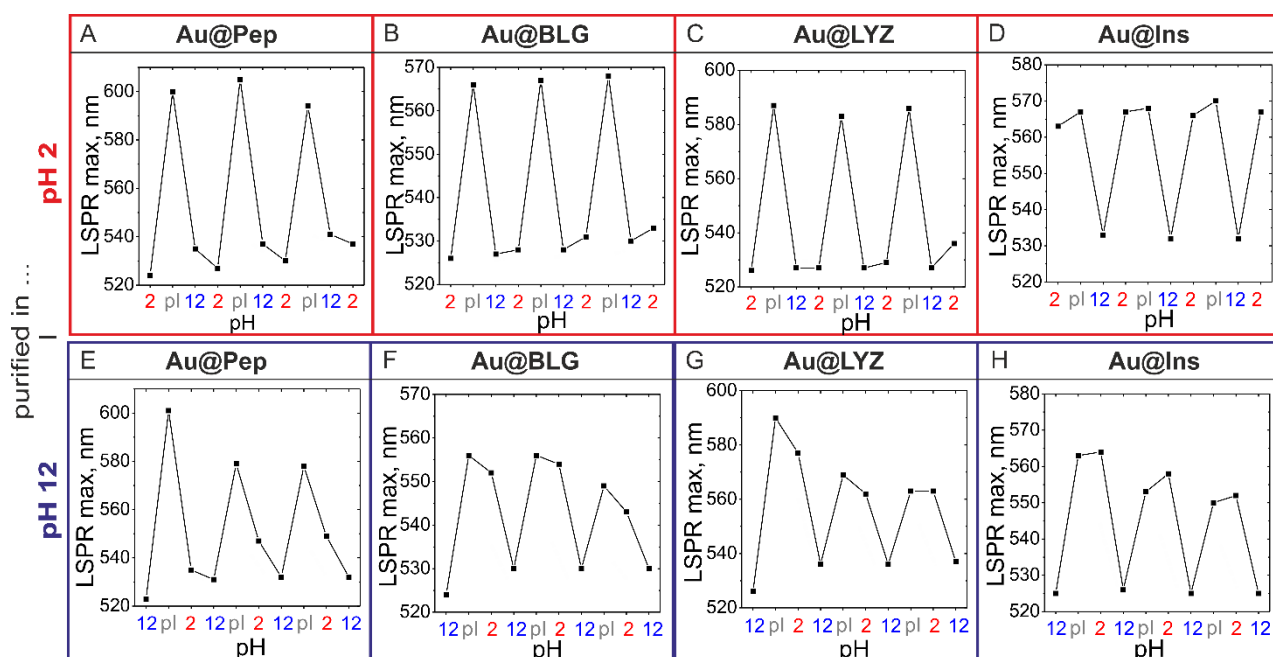 purified in ...
pH 2
pH 12
A Au@Pep
LSPR max, nm
600
580
560
540
520
2 pI 12 2 pI 12 2 pI 12 2
pH
B Au@BLG
LSPR max, nm
570
560
550
540
530
520
2 pI 12 2 pI 12 2 pI 12 2
pH
C Au@LYZ
LSPR max, nm
600
580
560
540
520
2 pI 12 2 pI 12 2 pI 12 2
pH
D Au@Ins
LSPR max, nm
580
570
560
550
540
530
520
2 pI 12 2 pI 12 2 pI 12 2
pH
E Au@Pep
LSPR max, nm
600
580
560
540
520
12 pI 2 12 pI 2 12 pI 2 12
pH
F Au@BLG
LSPR max, nm
570
560
550
540
530
520
12 pI 2 12 pI 2 12 pI 2 12
pH
G Au@LYZ
LSPR max, nm
600
580
560
540
520
12 pI 2 12 pI 2 12 pI 2 12
pH
H Au@Ins
LSPR max, nm
580
570
560
550
540
530
520
12 pI 2 12 pI 2 12 pI 2 12
pH